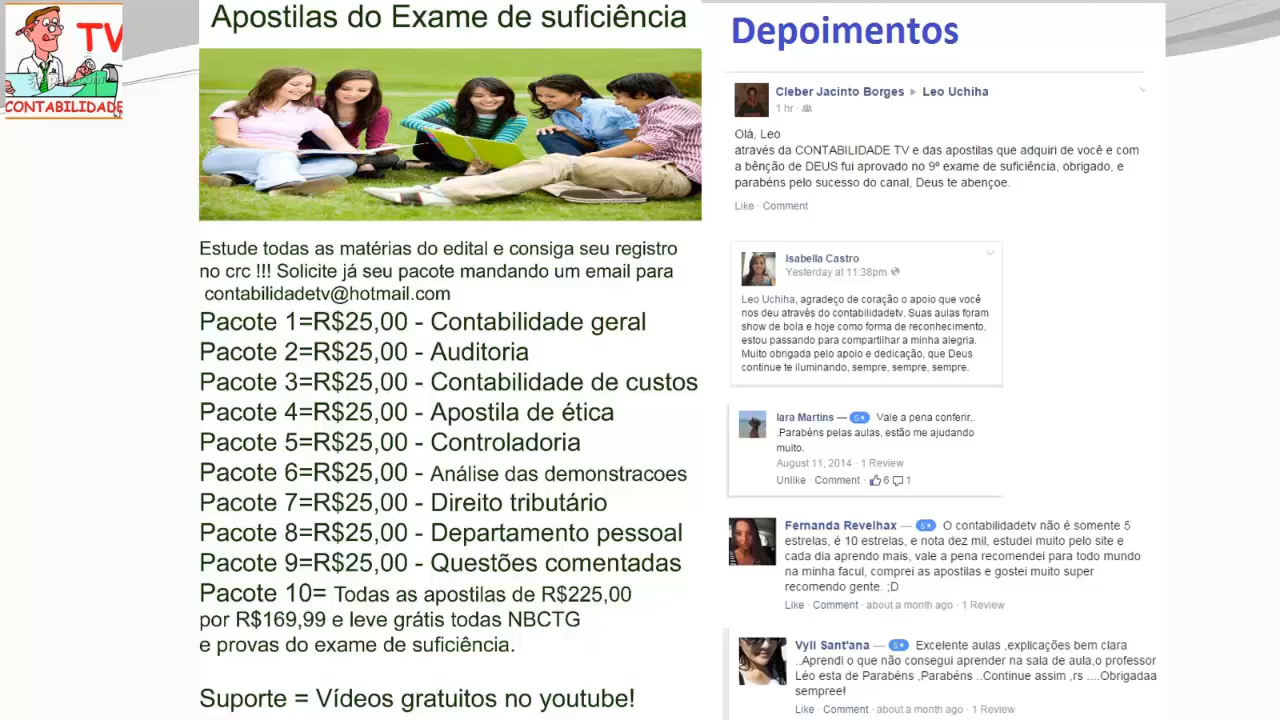 TV
CONTABILIDADE
Apostilas do Exame de suficiência
Estude todas as matérias do edital e consiga seu registro
no crc !!! Solicite já seu pacote mandando um email para
contabilidadetv@hotmail.com
Pacote 1=R$25,00 - Contabilidade geral
Pacote 2=R$25,00 - Auditoria
Pacote 3=R$25,00 - Contabilidade de custos
Pacote 4=R$25,00 - Apostila de ética
Pacote 5=R$25,00 - Controladoria
Pacote 6=R$25,00 - Análise das demonstracoes
Pacote 7=R$25,00 - Direito tributário
Pacote 8=R$25,00 - Departamento pessoal
Pacote 9=R$25,00 - Questões comentadas
Pacote 10= Todas as apostilas de R$225,00
por R$169,99 e leve grátis todas NBCTG
e provas do exame de suficiência.
Suporte = Vídeos gratuitos no youtube!
Depoimentos
Cleber Jacinto Borges ▸ Leo Uchiha
1 hr ·
Olá, Leo
através da CONTABILIDADE TV e das apostilas que adquiri de você e com
a bênção de DEUS fui aprovado no 9º exame de suficiência, obrigado, e
parabéns pelo sucesso do canal, Deus te abençoe.
Like · Comment
Isabella Castro
Yesterday at 11:38pm
Leo Uchiha, agradeço de coração o apoio que você
nos deu através do contabilidadetv. Suas aulas foram
show de bola e hoje como forma de reconhecimento,
estou passando para compartilhar a minha alegria.
Muito obrigada pelo apoio e dedicação, que Deus
continue te iluminando, sempre, sempre, sempre.
Iara Martins — 5★ Vale a pena conferir..
.Parabéns pelas aulas, estão me ajudando
muito.
August 11, 2014 · 1 Review
Unlike · Comment · 6 1
Fernanda Revelhax — 5★ O contabilidadetv não é somente 5
estrelas, é 10 estrelas, e nota dez mil, estudei muito pelo site e
cada dia aprendo mais, vale a pena recomendei para todo mundo
na minha facul, comprei as apostilas e gostei muito super
recomendo gente. ;D
Like · Comment · about a month ago · 1 Review
Vyll Sant'ana — 5★ Excelente aulas ,explicações bem clara
..Aprendi o que não consegui aprender na sala de aula,o professor
Léo esta de Parabéns ,Parabéns ..Continue assim ,rs ....Obrigadaa
sempree!
Like · Comment · about a month ago · 1 Review